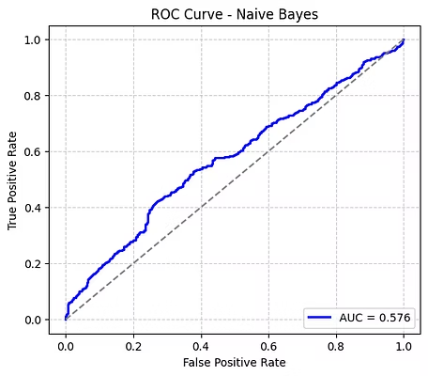 ROC Curve - Naive Bayes
True Positive Rate
1.0
0.8
0.6
0.4
0.2
0.0
AUC = 0.576
0.0 0.2 0.4 0.6 0.8 1.0
False Positive Rate